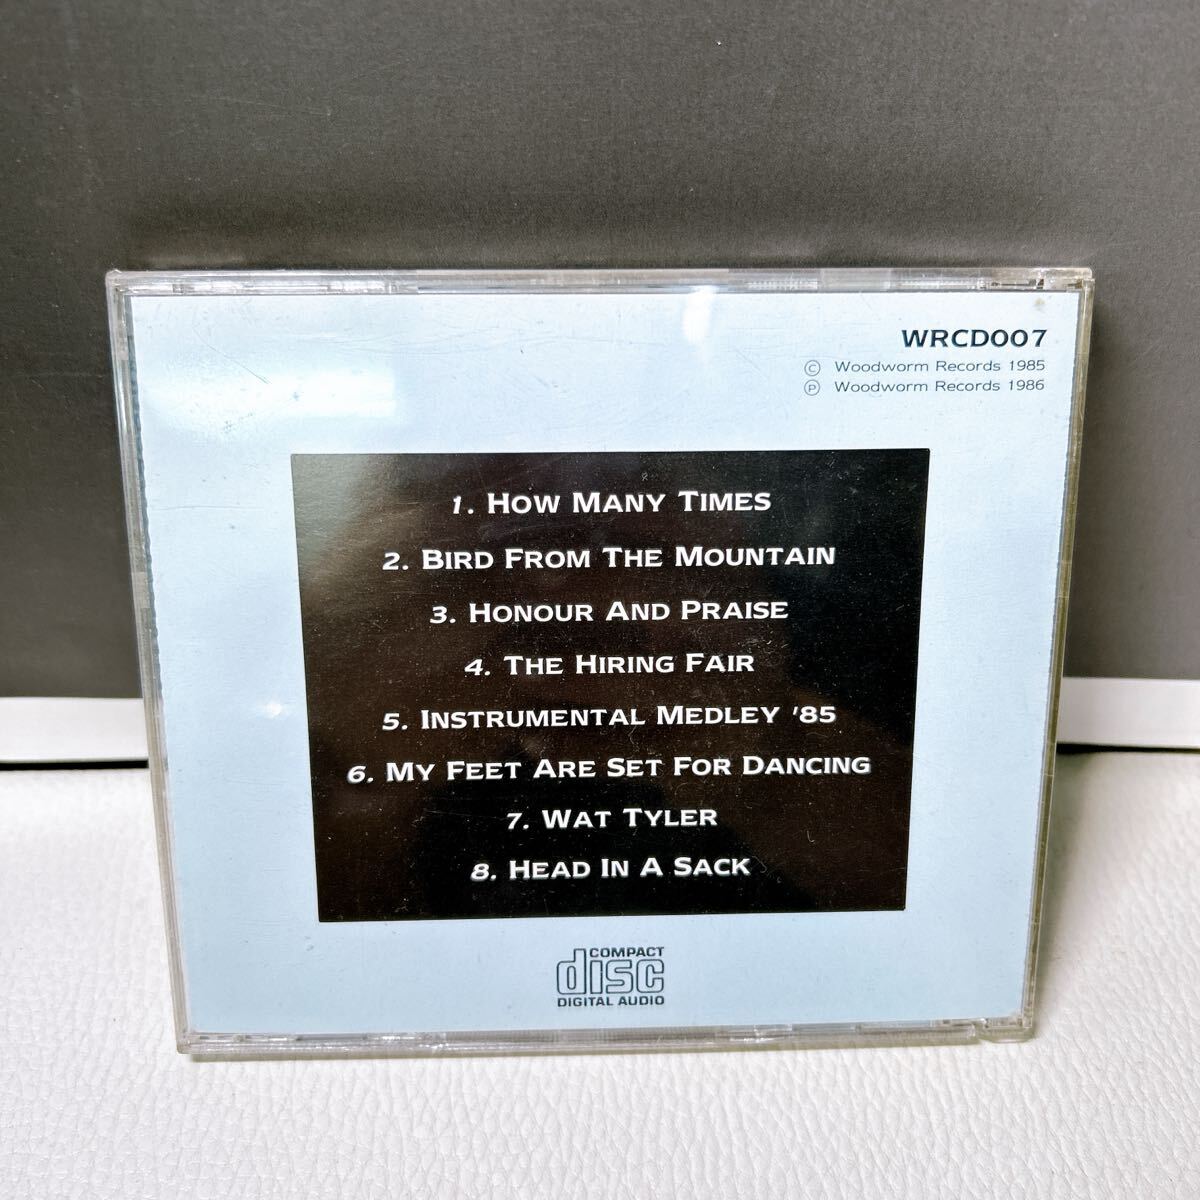 WRCD007
© Woodworm Records 1985
℗ Woodworm Records 1986
1. HOW MANY TIMES
2. BIRD FROM THE MOUNTAIN
3. HONOUR AND PRAISE
4. THE HIRING FAIR
5. INSTRUMENTAL MEDLEY '85
6. MY FEET ARE SET FOR DANCING
7. WAT TYLER
8. HEAD IN A SACK
COMPACT
disc
DIGITAL AUDIO